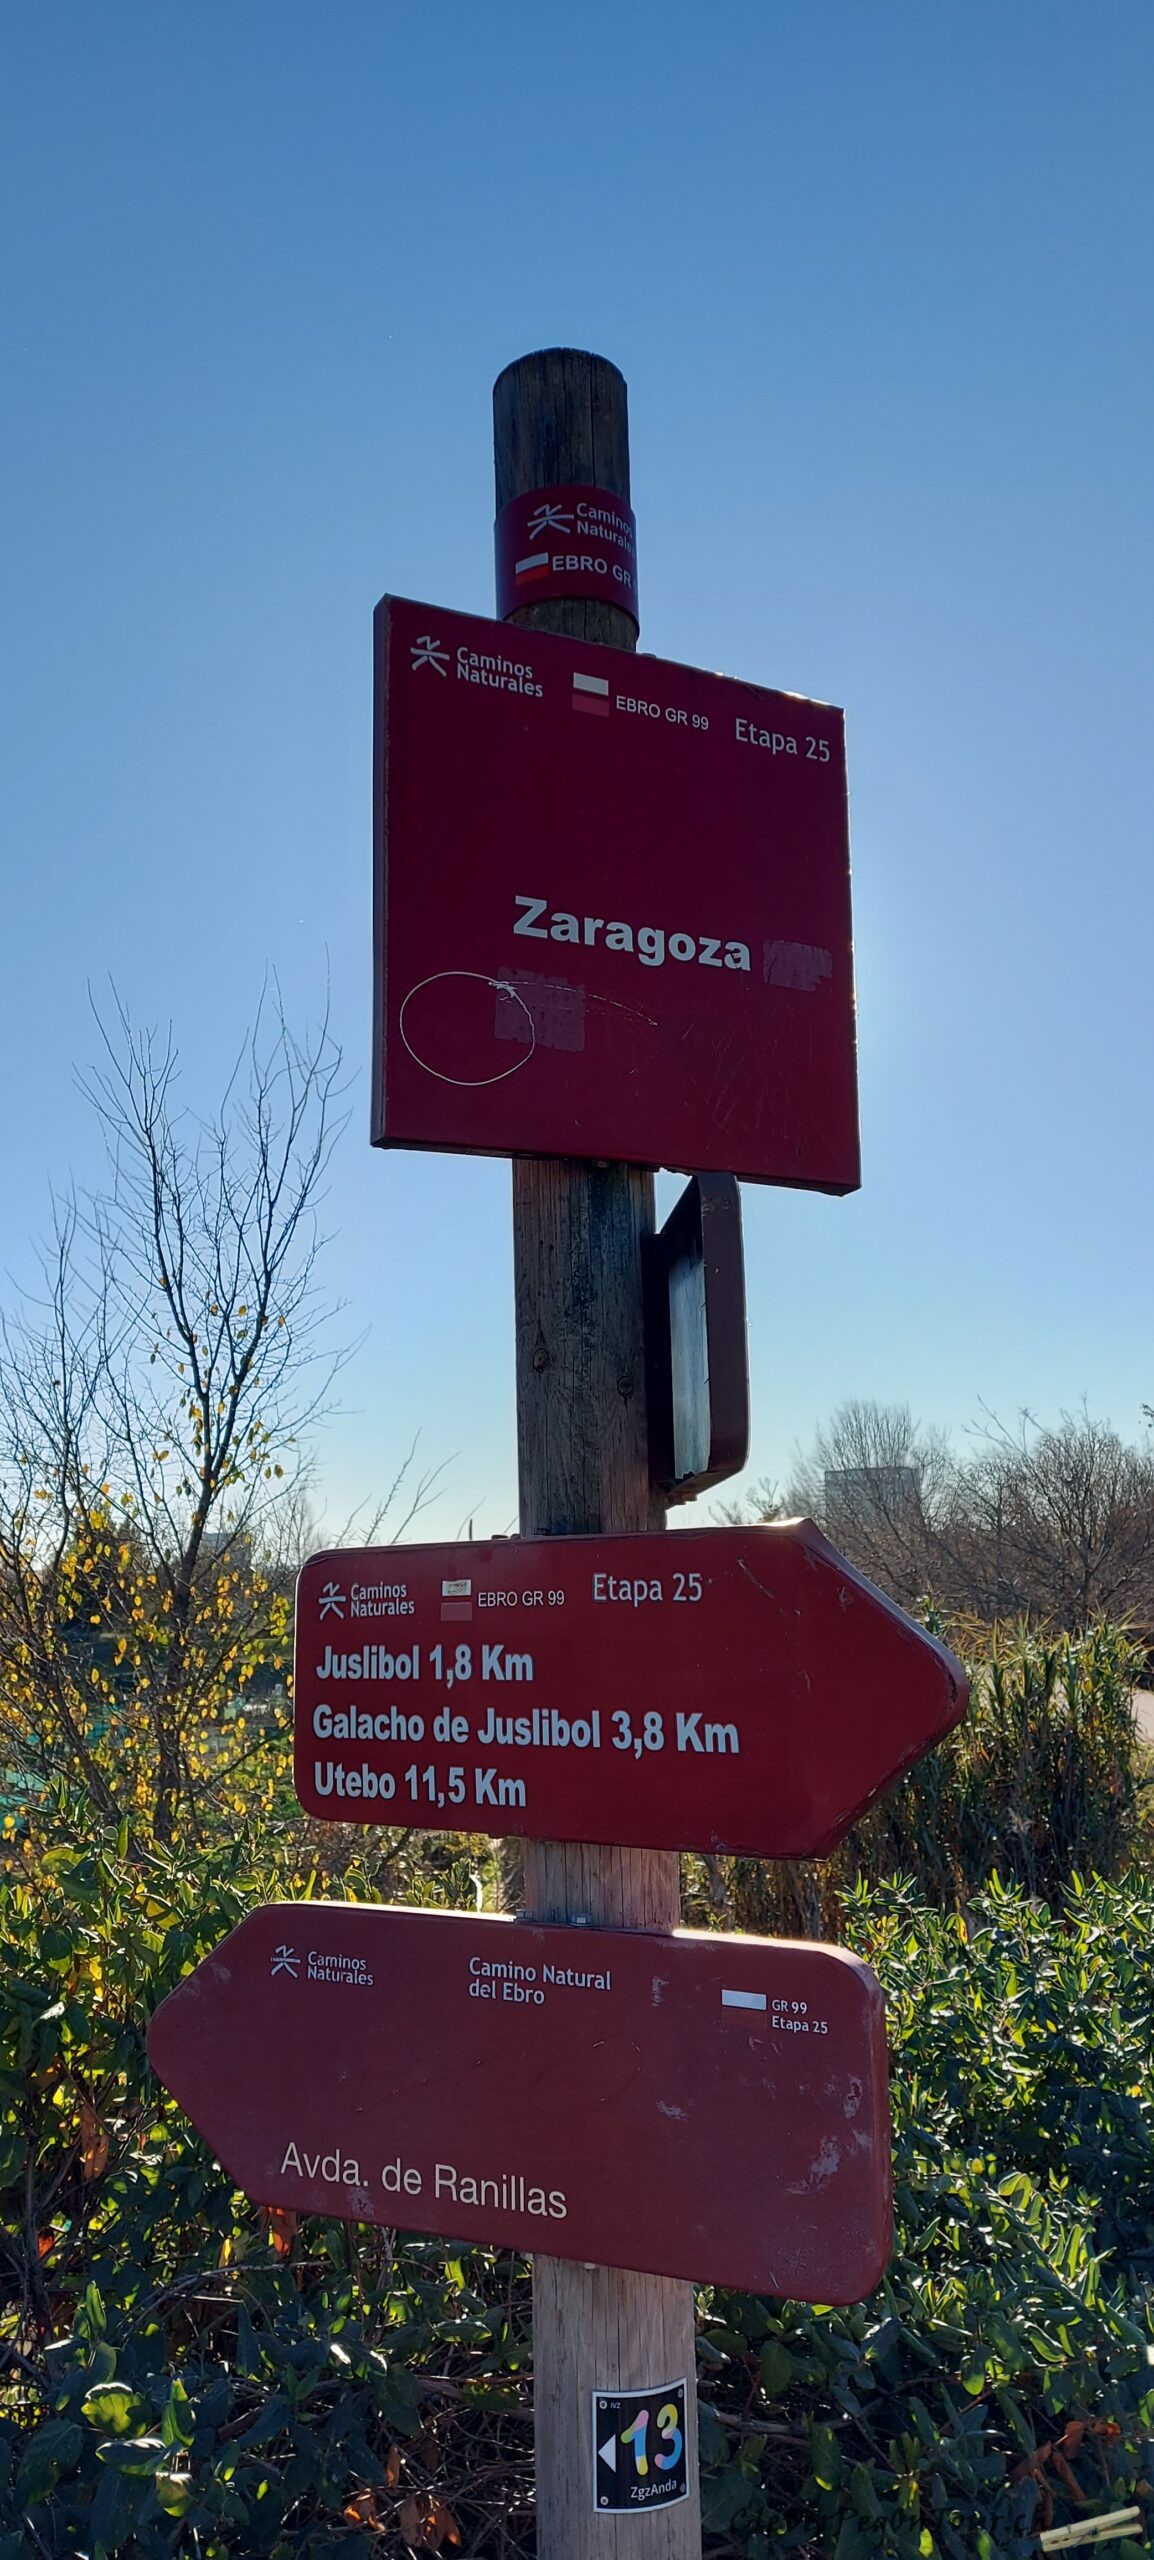 Caminos
Naturales
EBRO GR
Caminos
Naturales
EBRO GR 99
Etapa 25
Zaragoza
Caminos
Naturales
EBRO GR 99
Etapa 25
Juslibol 1,8 Km
Galacho de Juslibol 3,8 Km
Utebo 11,5 Km
Caminos
Naturales
Camino Natural
del Ebro
GR 99
Etapa 25
Avda. de Ranillas
IVZ
13
ZgzAnda